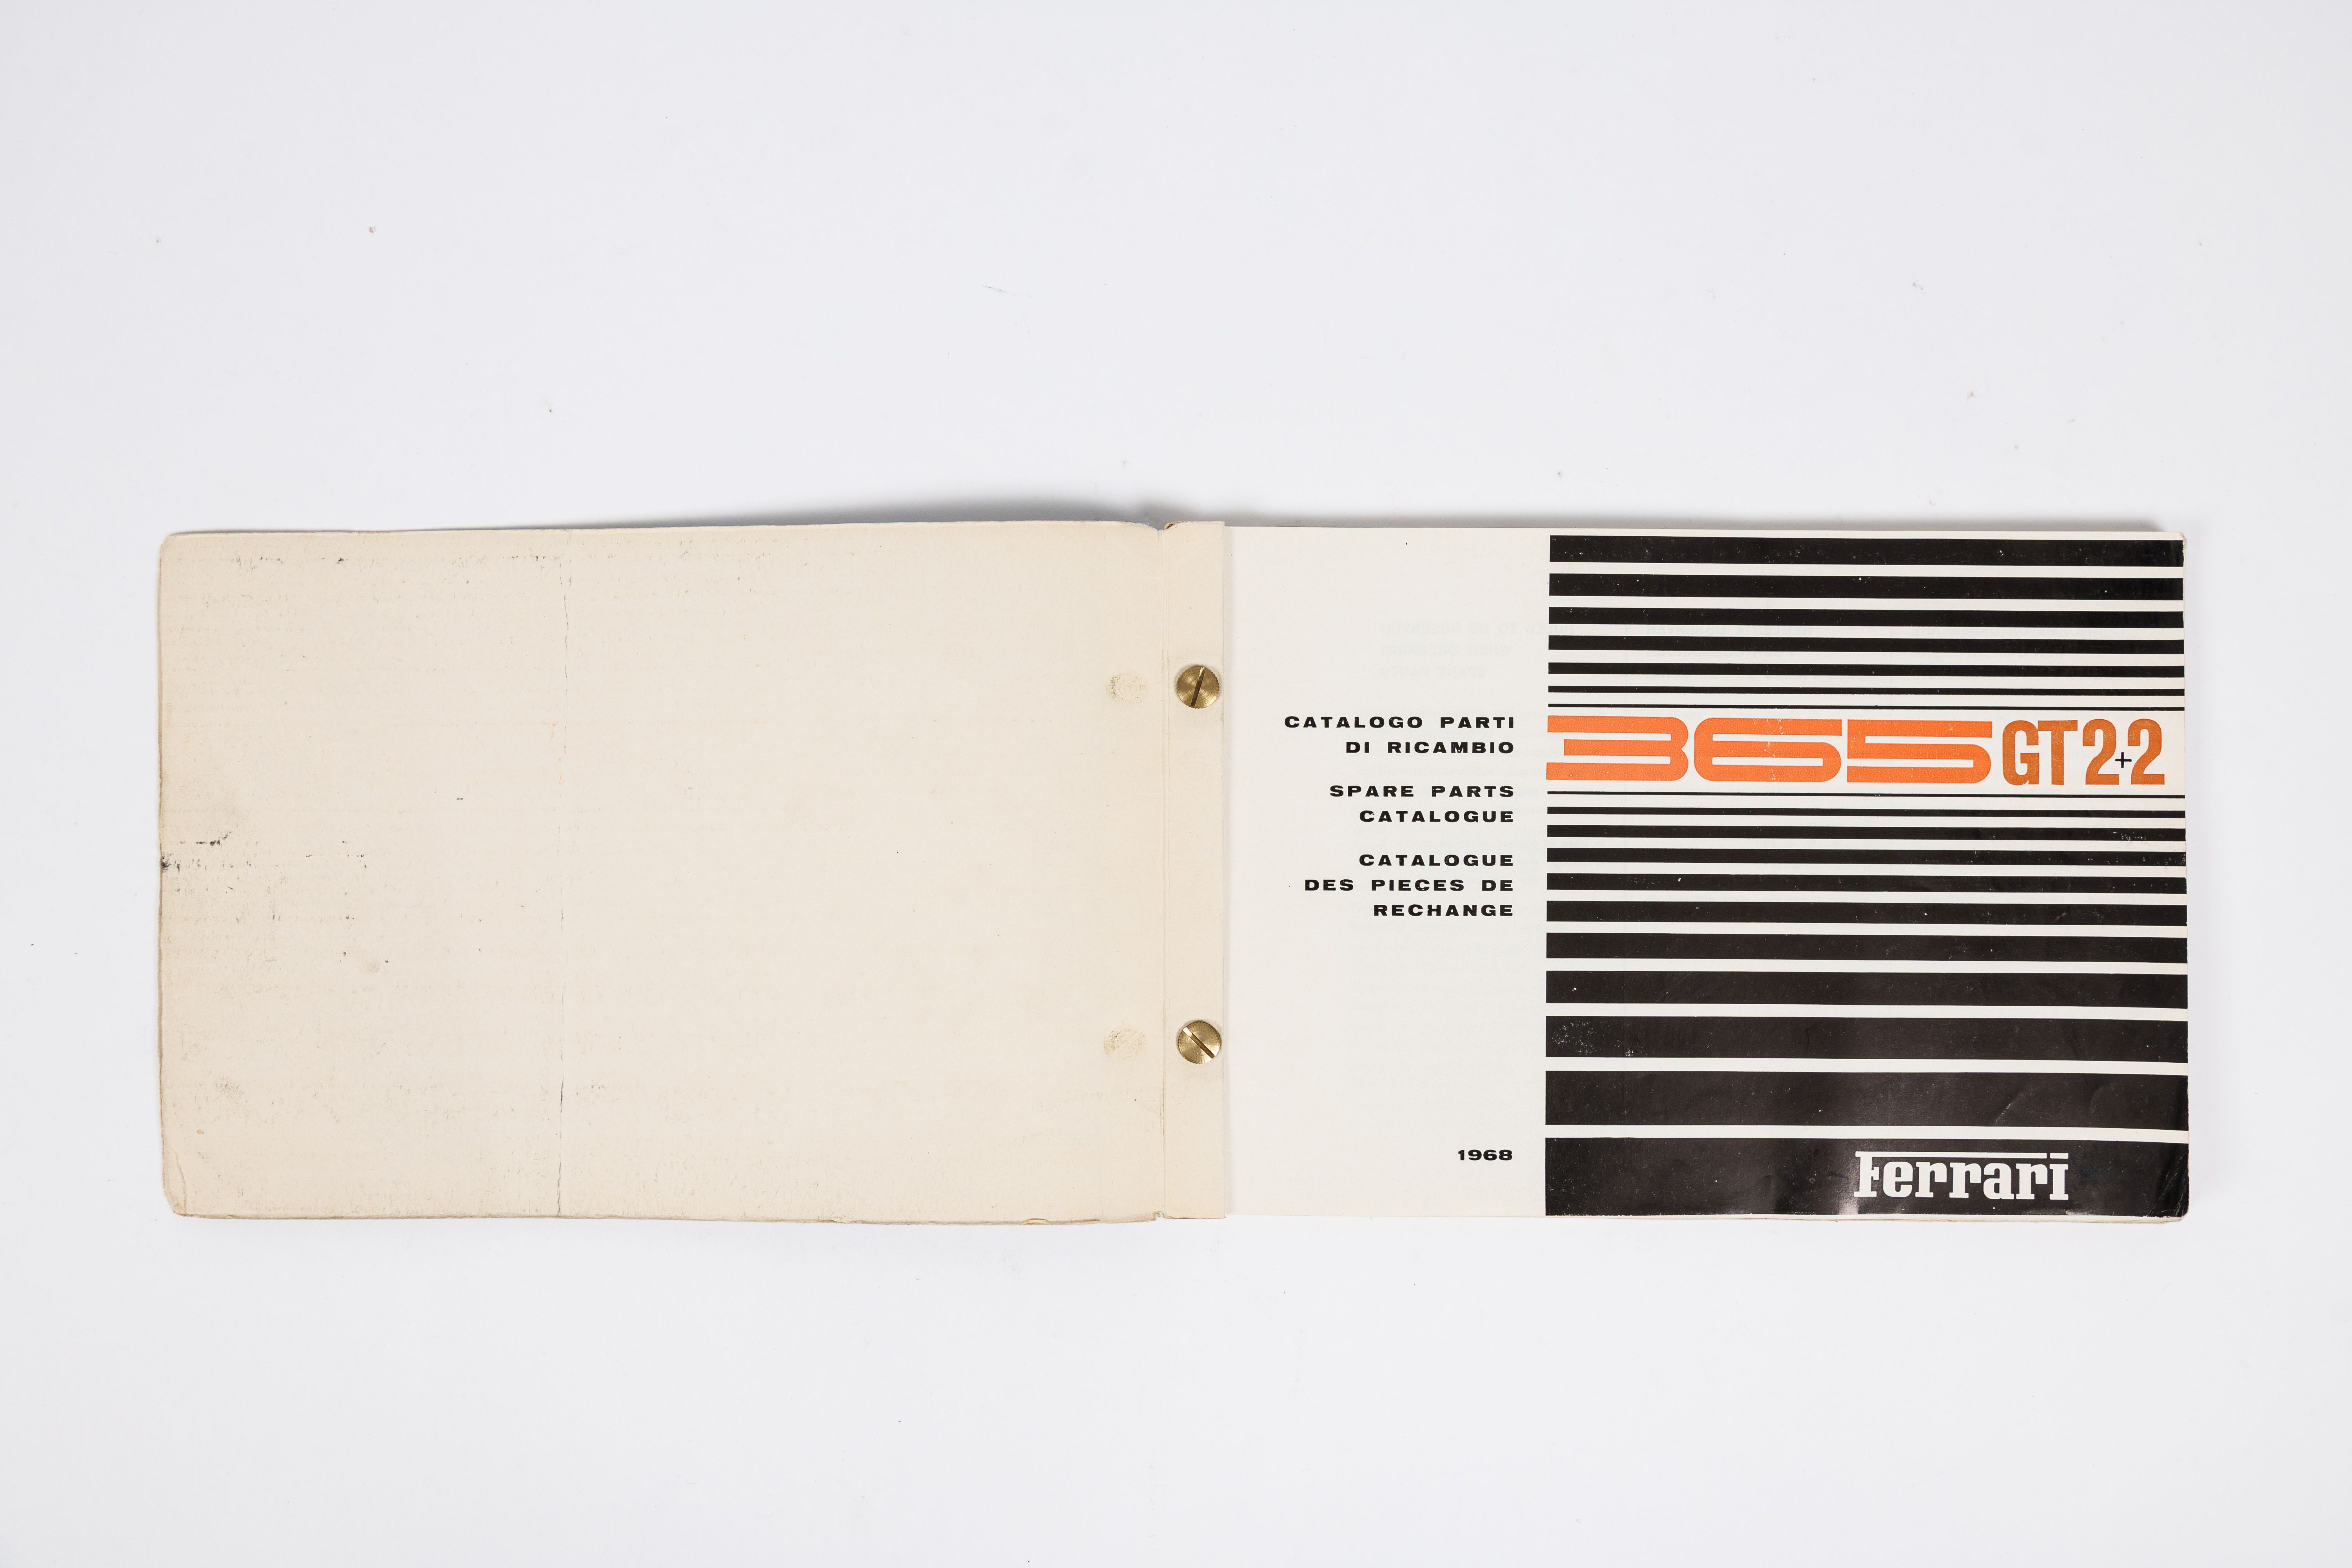 CATALOGO PARTI
DI RICAMBIO
SPARE PARTS
CATALOGUE
CATALOGUE
DES PIECES DE
RECHANGE
1968
365 GT 2+2
Ferrari